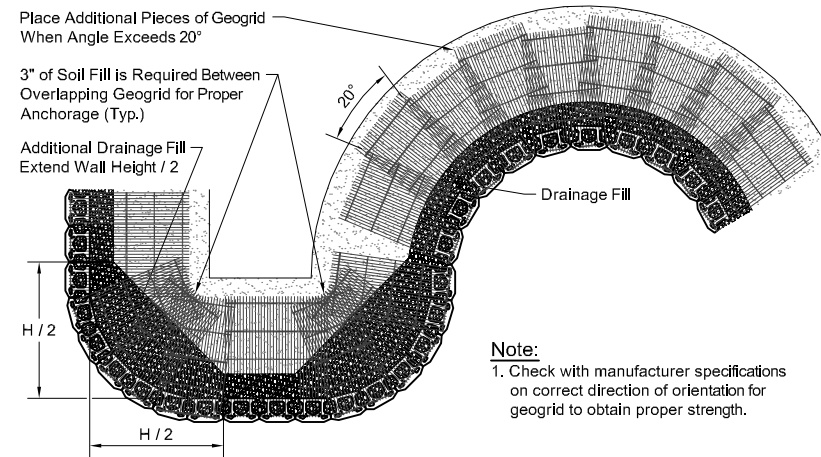 Place Additional Pieces of Geogrid
When Angle Exceeds 20°
3" of Soil Fill is Required Between
Overlapping Geogrid for Proper
Anchorage (Typ.)
Additional Drainage Fill
Extend Wall Height / 2
20°
Drainage Fill
H / 2
H / 2
Note:
1. Check with manufacturer specifications
on correct direction of orientation for
geogrid to obtain proper strength.